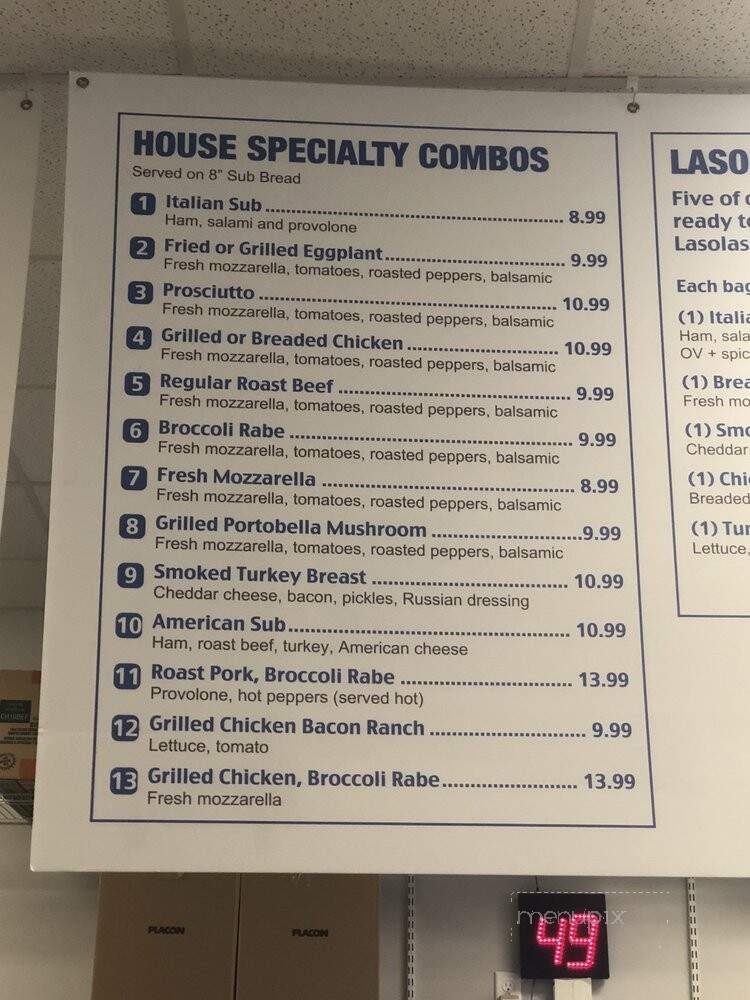 HOUSE SPECIALTY COMBOS
Served on 8" Sub Bread
1 Italian Sub 8.99
Ham, salami and provolone
2 Fried or Grilled Eggplant 9.99
Fresh mozzarella, tomatoes, roasted peppers, balsamic
3 Prosciutto 10.99
Fresh mozzarella, tomatoes, roasted peppers, balsamic
4 Grilled or Breaded Chicken 10.99
Fresh mozzarella, tomatoes, roasted peppers, balsamic
5 Regular Roast Beef 9.99
Fresh mozzarella, tomatoes, roasted peppers, balsamic
6 Broccoli Rabe 9.99
Fresh mozzarella, tomatoes, roasted peppers, balsamic
7 Fresh Mozzarella 8.99
Fresh mozzarella, tomatoes, roasted peppers, balsamic
8 Grilled Portobella Mushroom 9.99
Fresh mozzarella, tomatoes, roasted peppers, balsamic
9 Smoked Turkey Breast 10.99
Cheddar cheese, bacon, pickles, Russian dressing
10 American Sub 10.99
Ham, roast beef, turkey, American cheese
11 Roast Pork, Broccoli Rabe 13.99
Provolone, hot peppers (served hot)
12 Grilled Chicken Bacon Ranch 9.99
Lettuce, tomato
13 Grilled Chicken, Broccoli Rabe 13.99
Fresh mozzarella
LASO
Five of
ready to
Lasolas
Each bag
(1) Italia
Ham, sala
OV + spic
(1) Brea
Fresh mo
(1) Smo
Cheddar
(1) Chi
Breaded
(1) Tur
Lettuce,
PLACON
PLACON
menupix
49